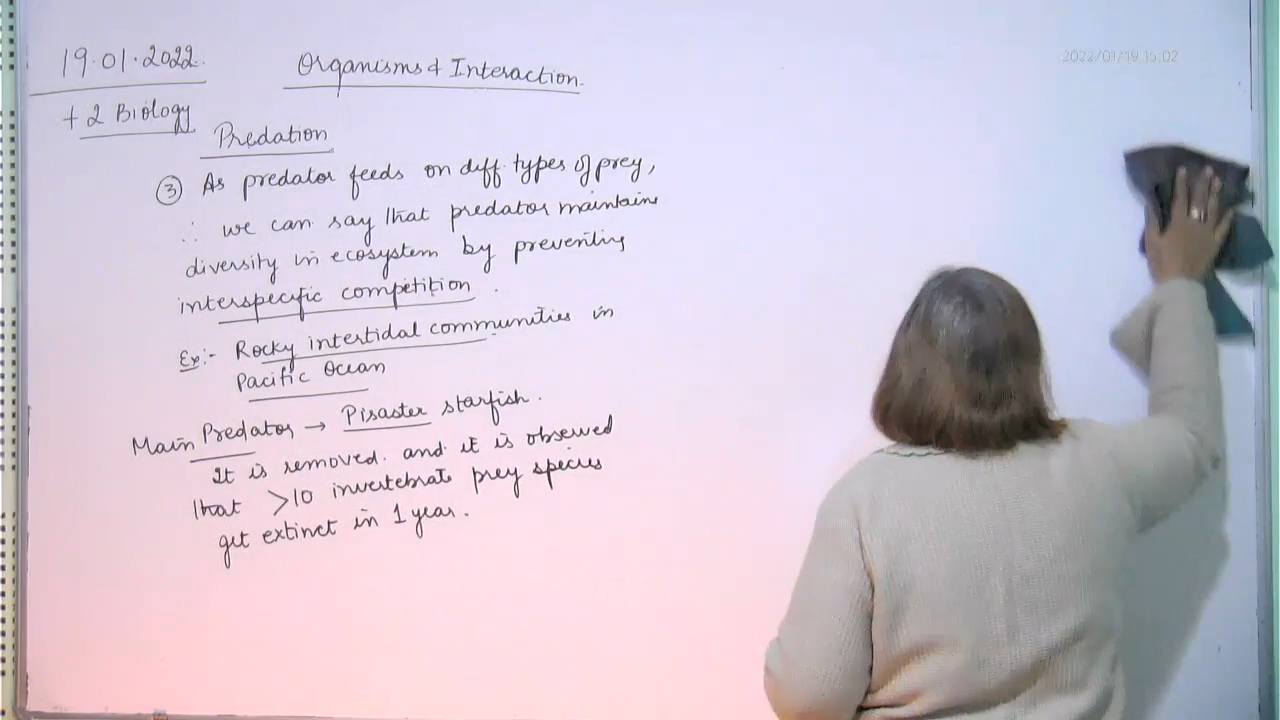 19.01.2022.
Organisms & Interaction.
2022/01/19 15:02
+2 Biology
Predation
③ As predator feeds on diff. types of prey,
∴ we can say that predator maintains
diversity in ecosystem by preventing
interspecific competition.
Ex:- Rocky intertidal communities in
Pacific Ocean
Main Predator → Pisaster starfish.
It is removed. and it is observed
that >10 invertebrate prey species
get extinct in 1 year.